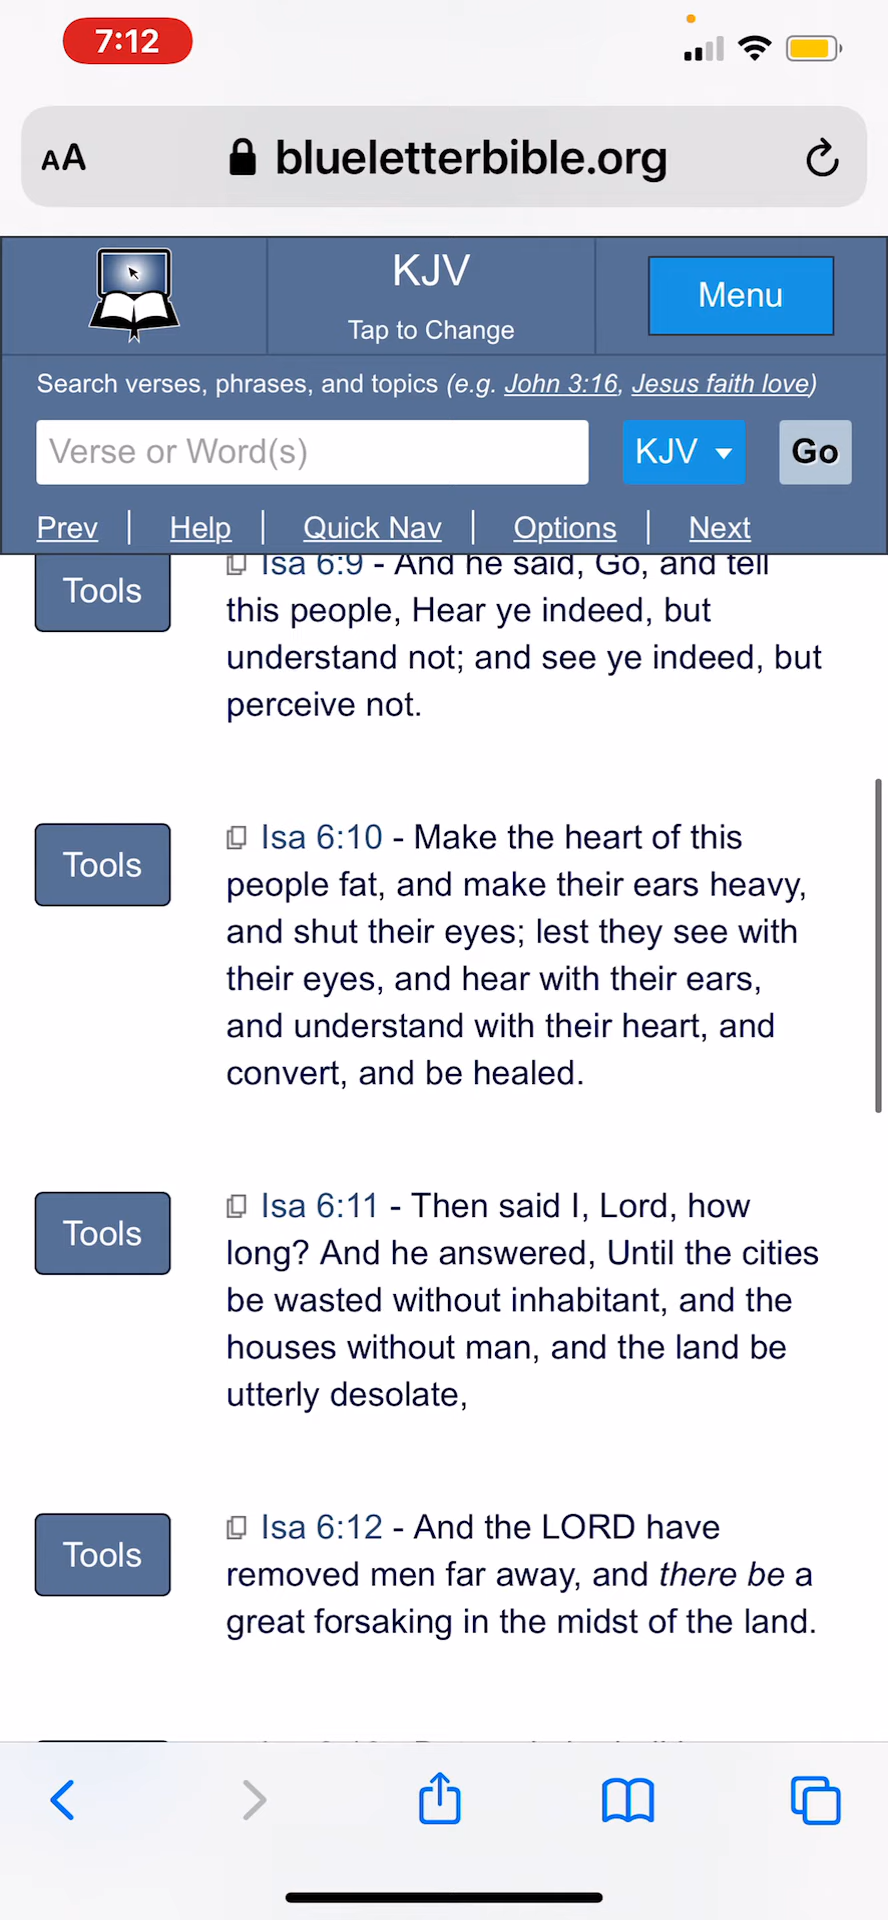 7:12
AA blueletterbible.org
KJV
Tap to Change
Menu
Search verses, phrases, and topics (e.g. John 3:16, Jesus faith love)
Verse or Word(s)
KJV
Go
Prev | Help | Quick Nav | Options | Next
Tools
Isa 6:9 - And he said, Go, and tell
this people, Hear ye indeed, but
understand not; and see ye indeed, but
perceive not.
Tools
Isa 6:10 - Make the heart of this
people fat, and make their ears heavy,
and shut their eyes; lest they see with
their eyes, and hear with their ears,
and understand with their heart, and
convert, and be healed.
Tools
Isa 6:11 - Then said I, Lord, how
long? And he answered, Until the cities
be wasted without inhabitant, and the
houses without man, and the land be
utterly desolate,
Tools
Isa 6:12 - And the LORD have
removed men far away, and there be a
great forsaking in the midst of the land.